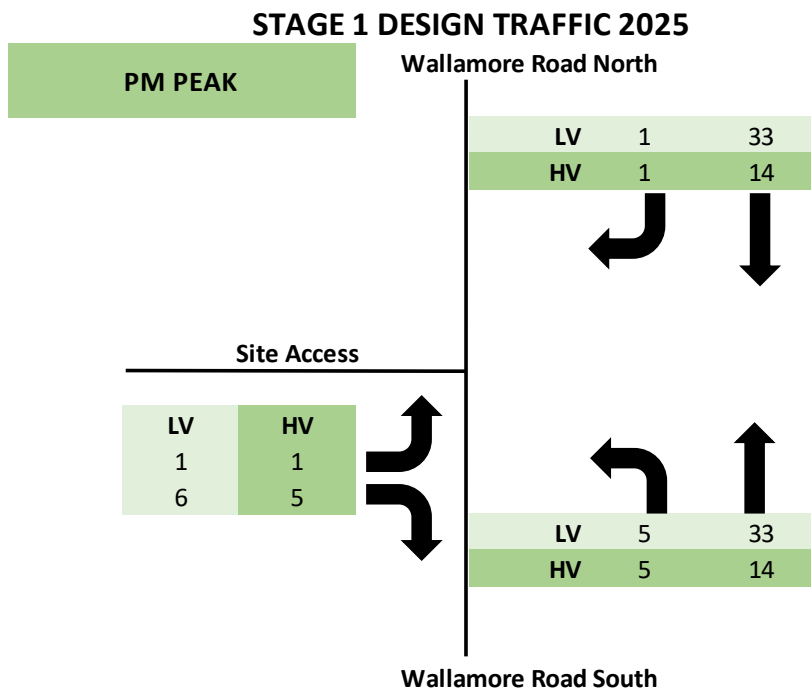 STAGE 1 DESIGN TRAFFIC 2025
PM PEAK
Wallamore Road North
LV 1 33
HV 1 14
Site Access
LV HV
1 1
6 5
LV 5 33
HV 5 14
Wallamore Road South